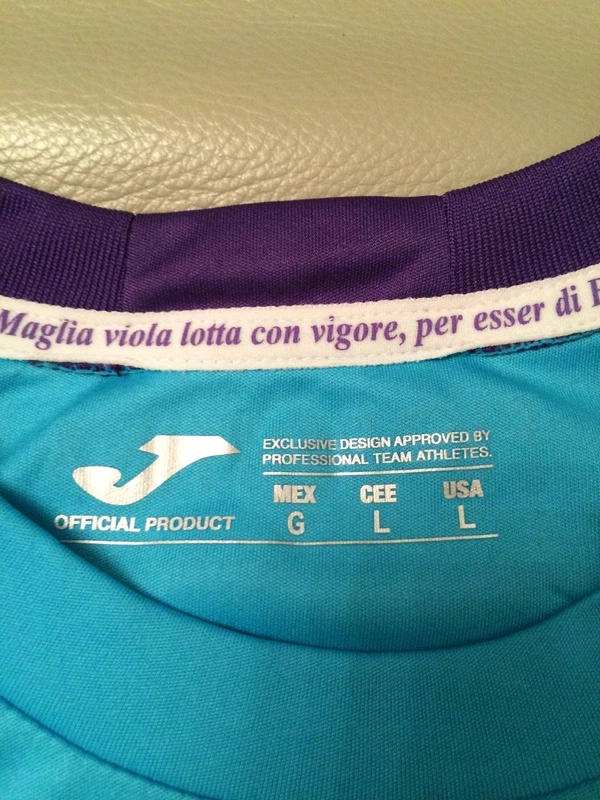 Maglia viola lotta con vigore, per esser di
EXCLUSIVE DESIGN APPROVED BY
PROFESSIONAL TEAM ATHLETES.
MEX CEE USA
G L L
OFFICIAL PRODUCT